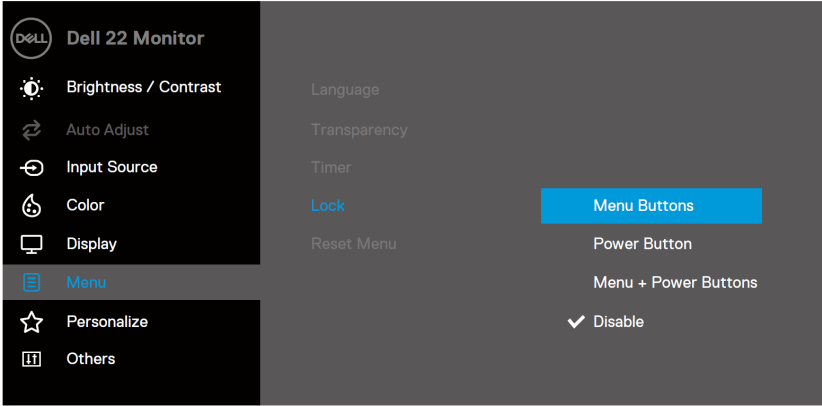 DELL
Dell 22 Monitor
Brightness / Contrast
Auto Adjust
Input Source
Color
Display
Menu
Personalize
Others
Language
Transparency
Timer
Lock
Reset Menu
Menu Buttons
Power Button
Menu + Power Buttons
Disable